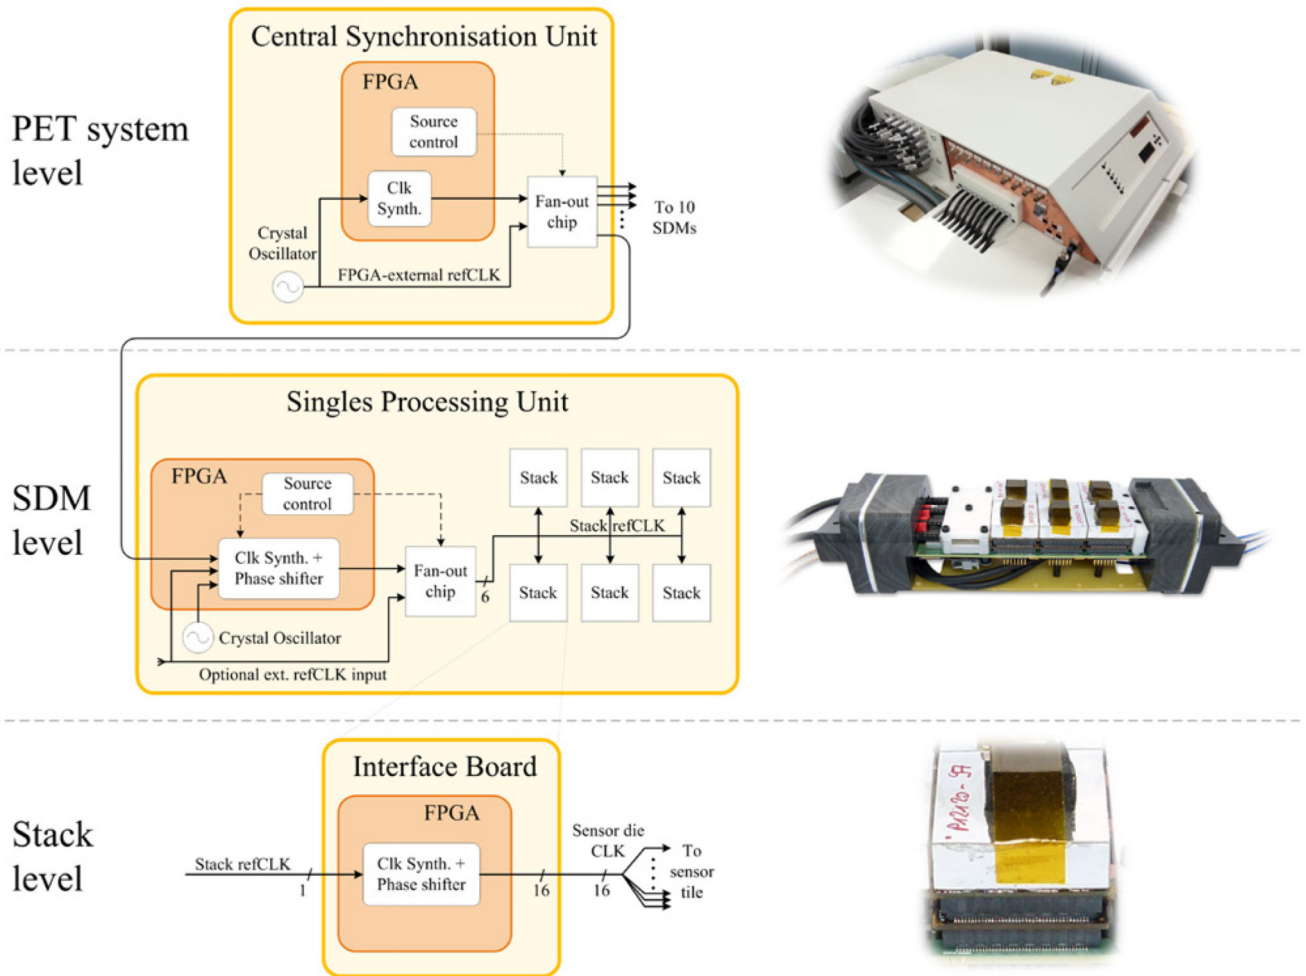 PET system
level
Central Synchronisation Unit
FPGA
Source
control
Clk
Synth.
Fan-out
chip
To 10
SDMs
Crystal
Oscillator
FPGA-external refCLK
SDM
level
Singles Processing Unit
FPGA
Source
control
Clk Synth. +
Phase shifter
Fan-out
chip
6
Stack
Stack
Stack
Stack refCLK
Stack
Stack
Stack
Crystal Oscillator
Optional ext. refCLK input
Stack
level
Interface Board
FPGA
Stack refCLK
1
Clk Synth. +
Phase shifter
16
Sensor die
CLK
16
To
sensor
tile